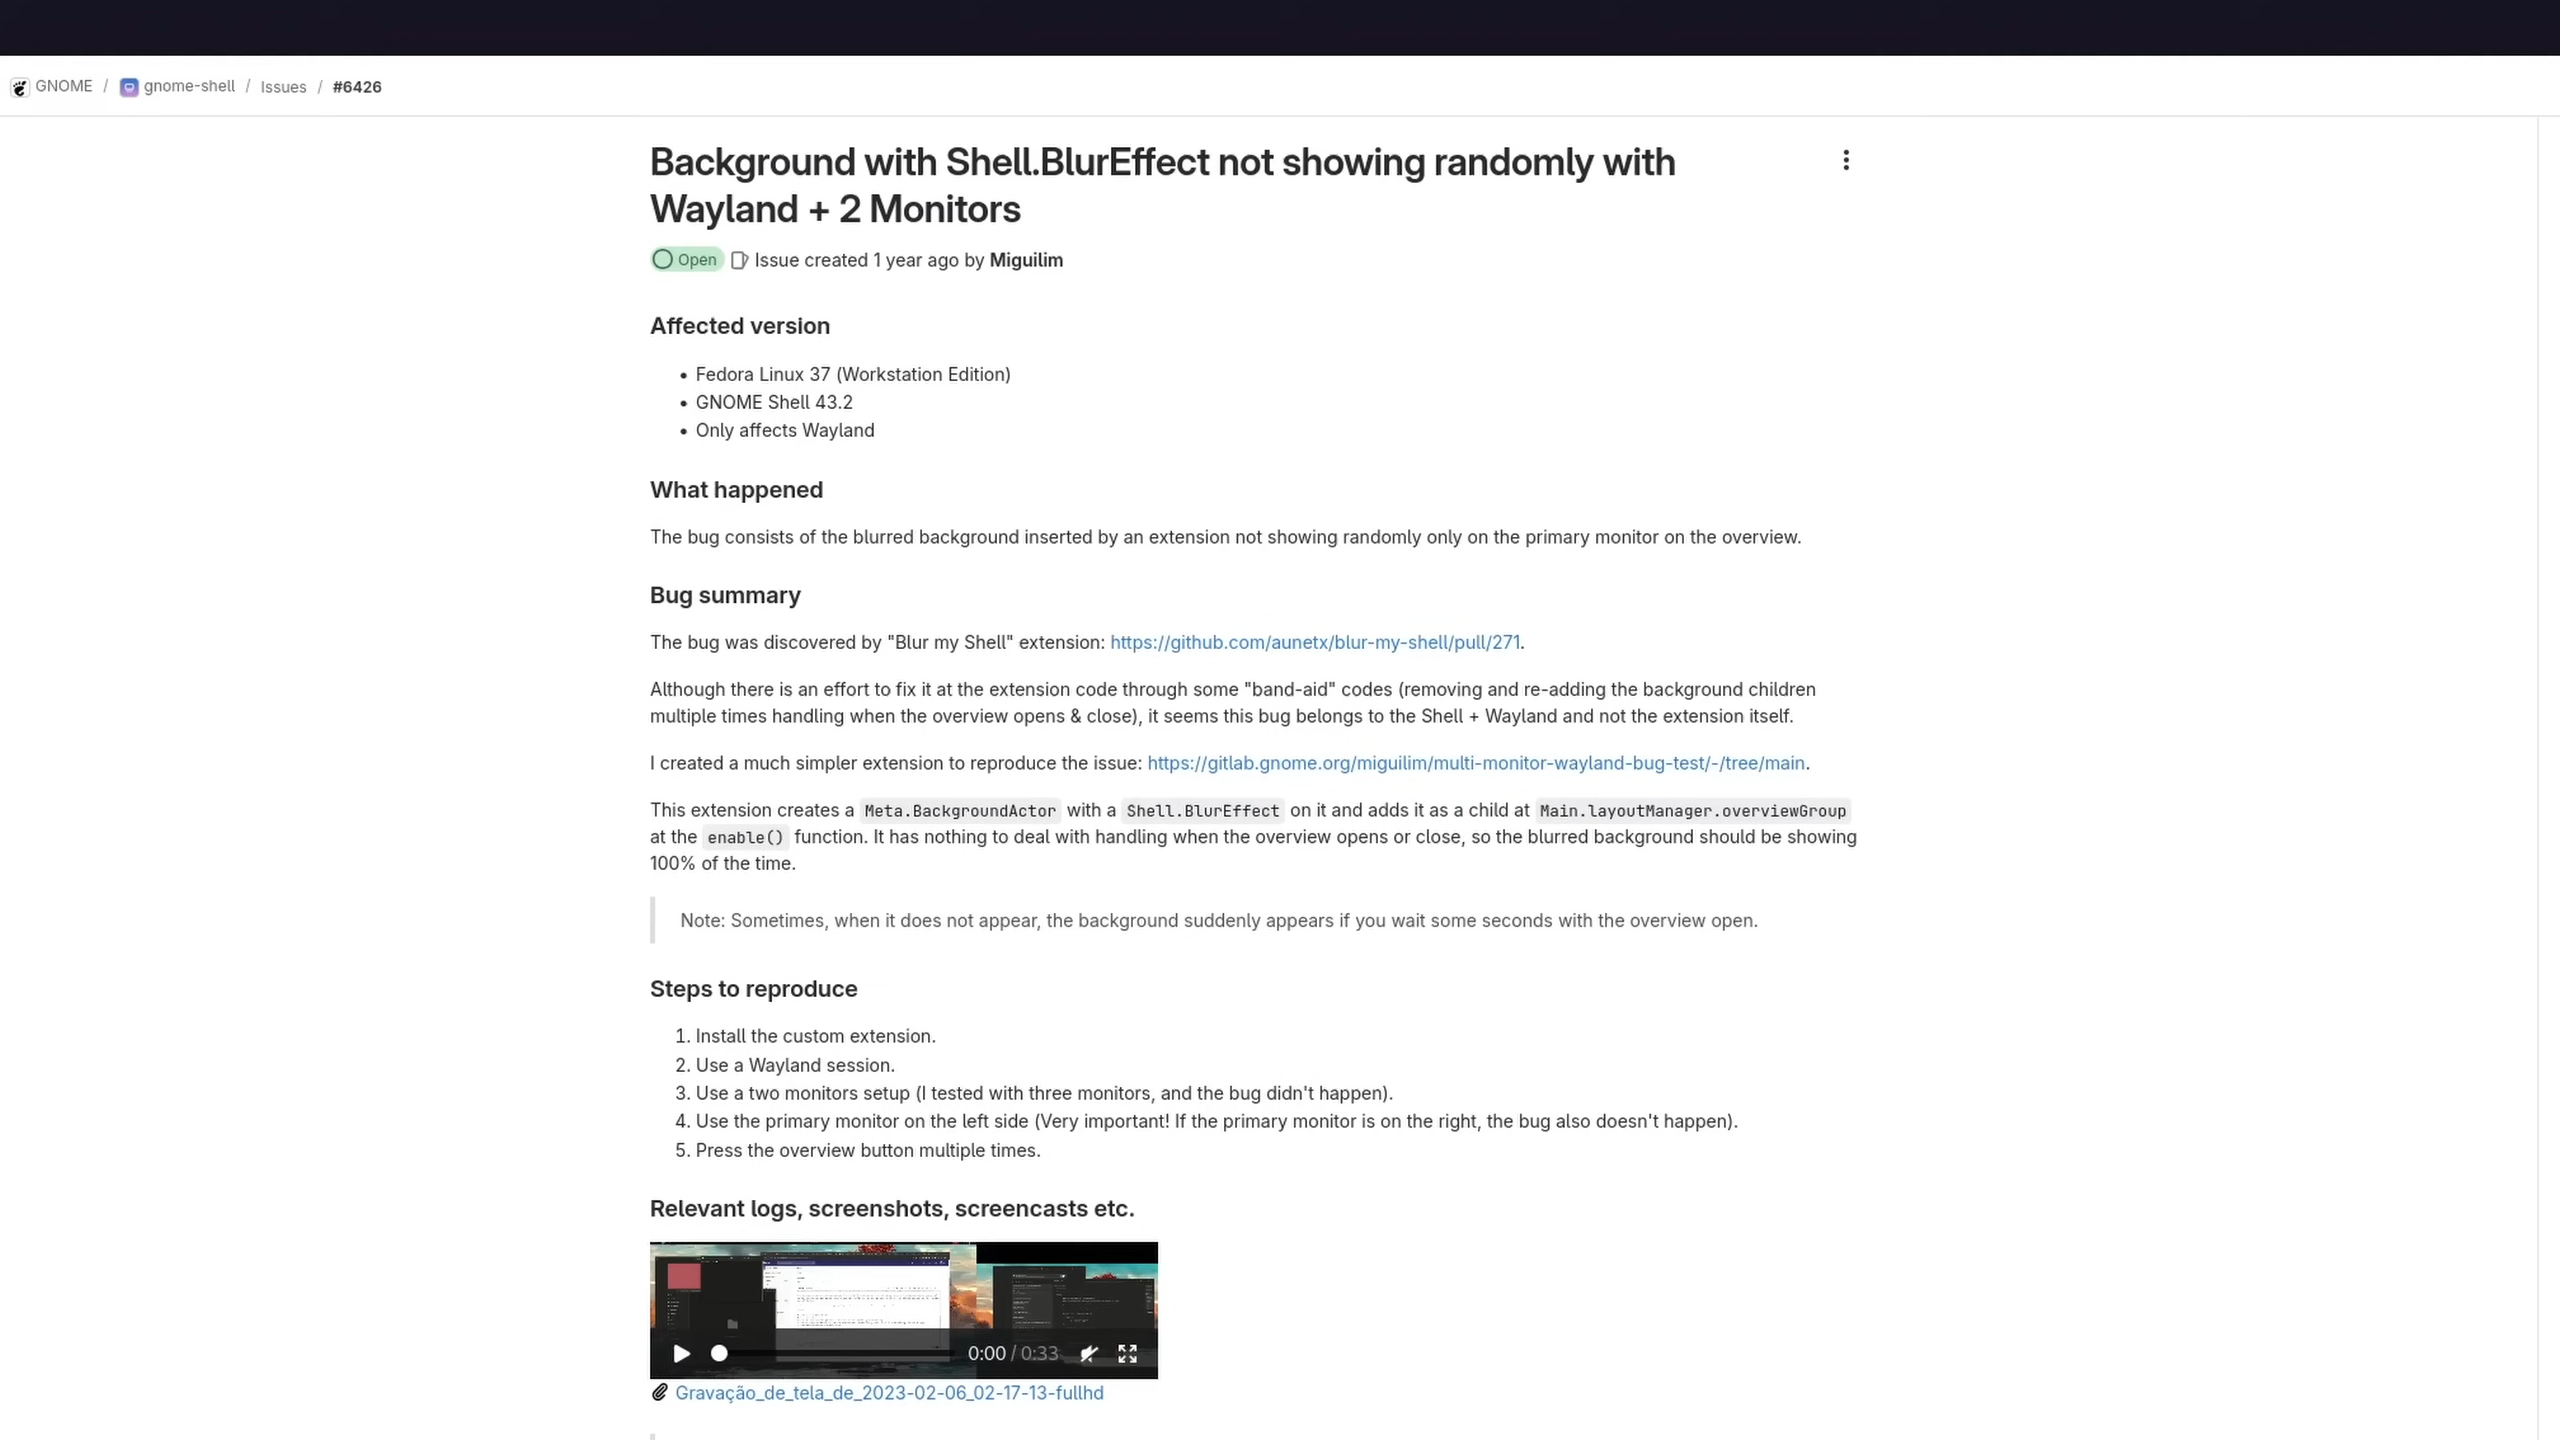 GNOME / gnome-shell / Issues / #6426
Background with Shell.BlurEffect not showing randomly with
Wayland + 2 Monitors
Open Issue created 1 year ago by Miguilim
Affected version
• Fedora Linux 37 (Workstation Edition)
• GNOME Shell 43.2
• Only affects Wayland
What happened
The bug consists of the blurred background inserted by an extension not showing randomly only on the primary monitor on the overview.
Bug summary
The bug was discovered by "Blur my Shell" extension: https://github.com/aunetx/blur-my-shell/pull/271.
Although there is an effort to fix it at the extension code through some "band-aid" codes (removing and re-adding the background children
multiple times handling when the overview opens & close), it seems this bug belongs to the Shell + Wayland and not the extension itself.
I created a much simpler extension to reproduce the issue: https://gitlab.gnome.org/miguilim/multi-monitor-wayland-bug-test/-/tree/main.
This extension creates a Meta.BackgroundActor with a Shell.BlurEffect on it and adds it as a child at Main.layoutManager.overviewGroup
at the enable() function. It has nothing to deal with handling when the overview opens or close, so the blurred background should be showing
100% of the time.
Note: Sometimes, when it does not appear, the background suddenly appears if you wait some seconds with the overview open.
Steps to reproduce
1. Install the custom extension.
2. Use a Wayland session.
3. Use a two monitors setup (I tested with three monitors, and the bug didn't happen).
4. Use the primary monitor on the left side (Very important! If the primary monitor is on the right, the bug also doesn't happen).
5. Press the overview button multiple times.
Relevant logs, screenshots, screencasts etc.
0:00 / 0:33
Gravação_de_tela_de_2023-02-06_02-17-13-fullhd